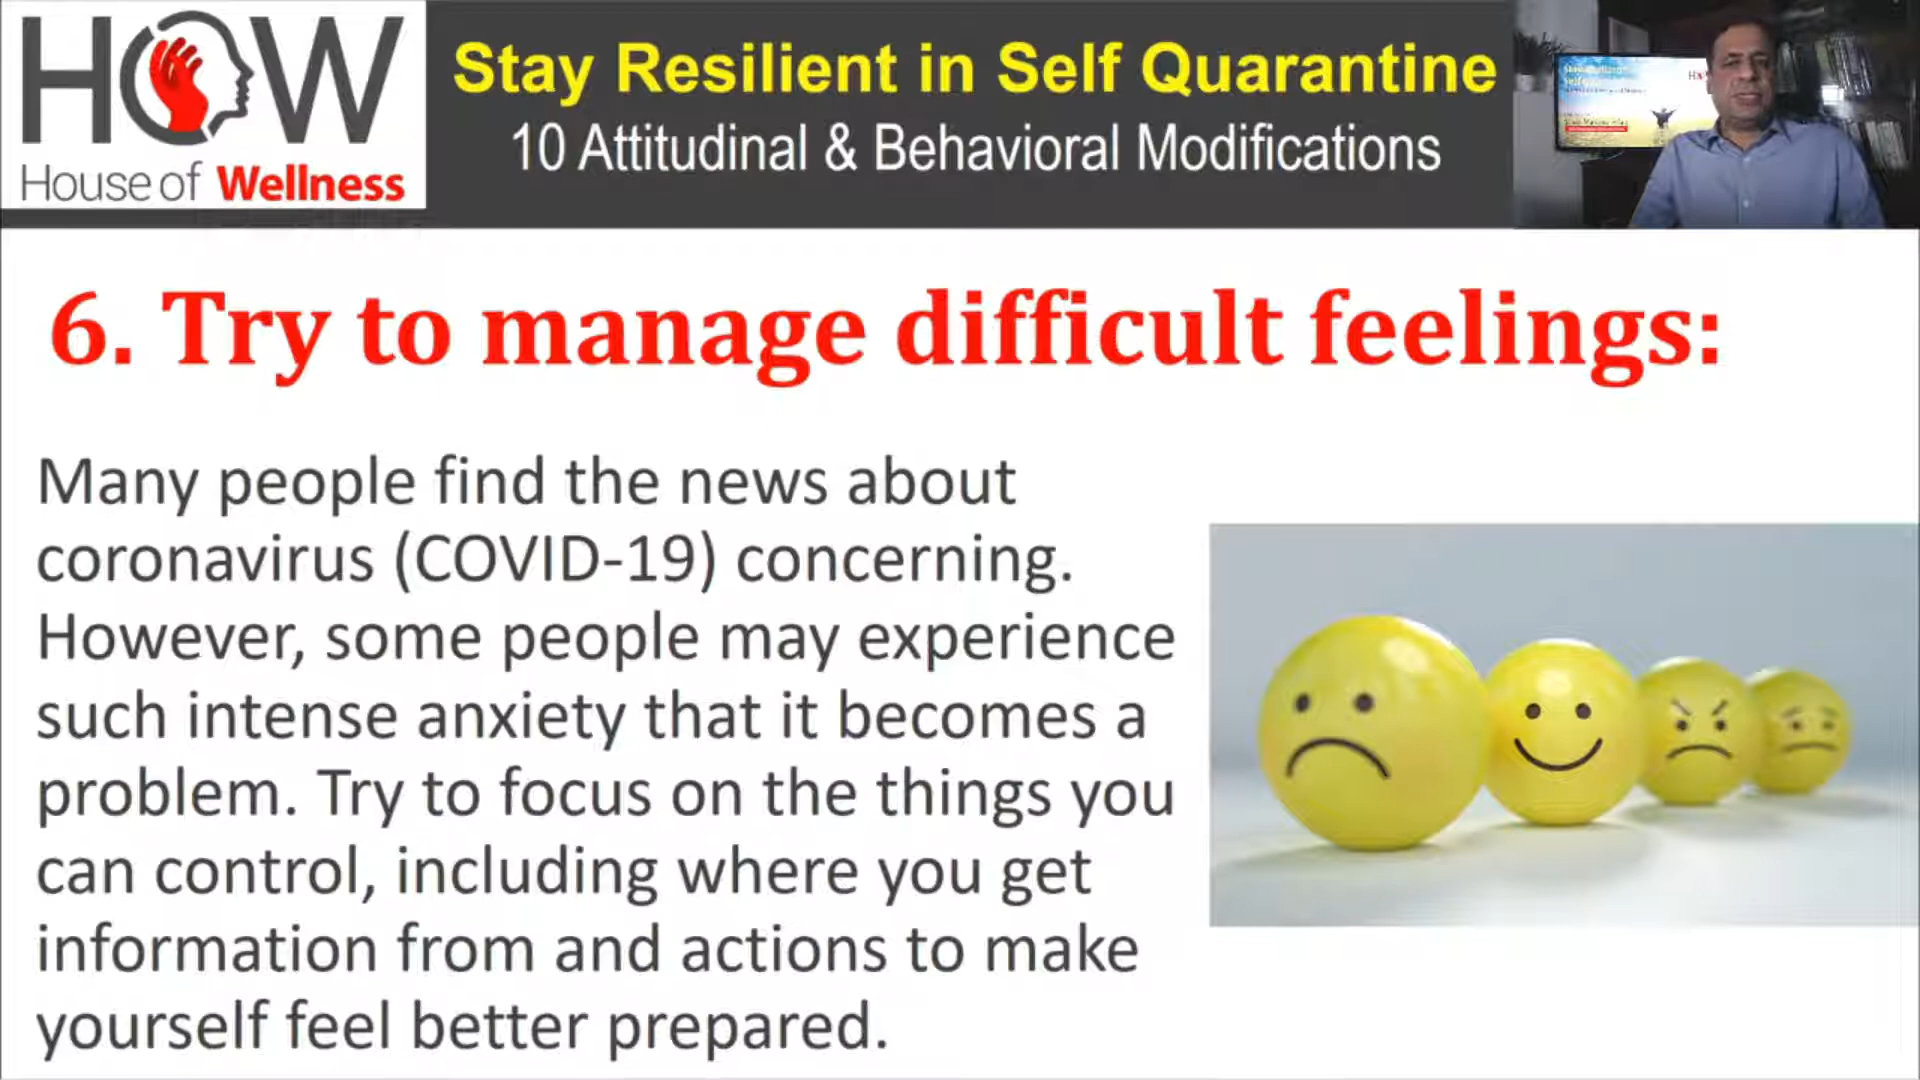 HOW
House of Wellness
Stay Resilient in Self Quarantine
10 Attitudinal & Behavioral Modifications
6. Try to manage difficult feelings:
Many people find the news about
coronavirus (COVID-19) concerning.
However, some people may experience
such intense anxiety that it becomes a
problem. Try to focus on the things you
can control, including where you get
information from and actions to make
yourself feel better prepared.